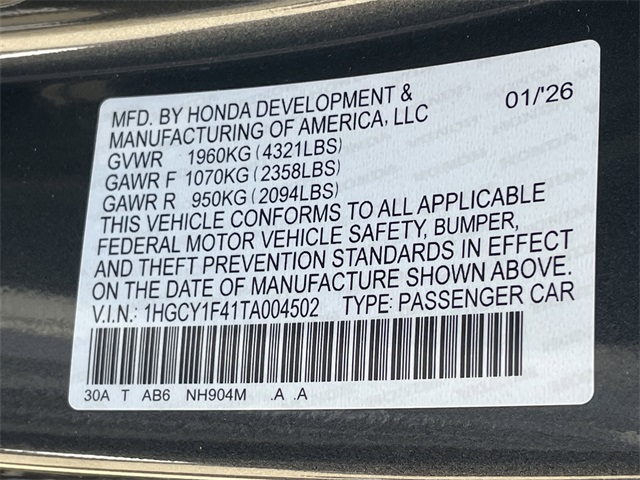 MFD. BY HONDA DEVELOPMENT & 01/'26
MANUFACTURING OF AMERICA, LLC
GVWR 1960KG (4321LBS)
GAWR F 1070KG (2358LBS)
GAWR R 950KG (2094LBS)
THIS VEHICLE CONFORMS TO ALL APPLICABLE
FEDERAL MOTOR VEHICLE SAFETY, BUMPER,
AND THEFT PREVENTION STANDARDS IN EFFECT
ON THE DATE OF MANUFACTURE SHOWN ABOVE.
V.I.N.: 1HGCY1F41TA004502 TYPE: PASSENGER CAR
30A T AB6 NH904M .A .A